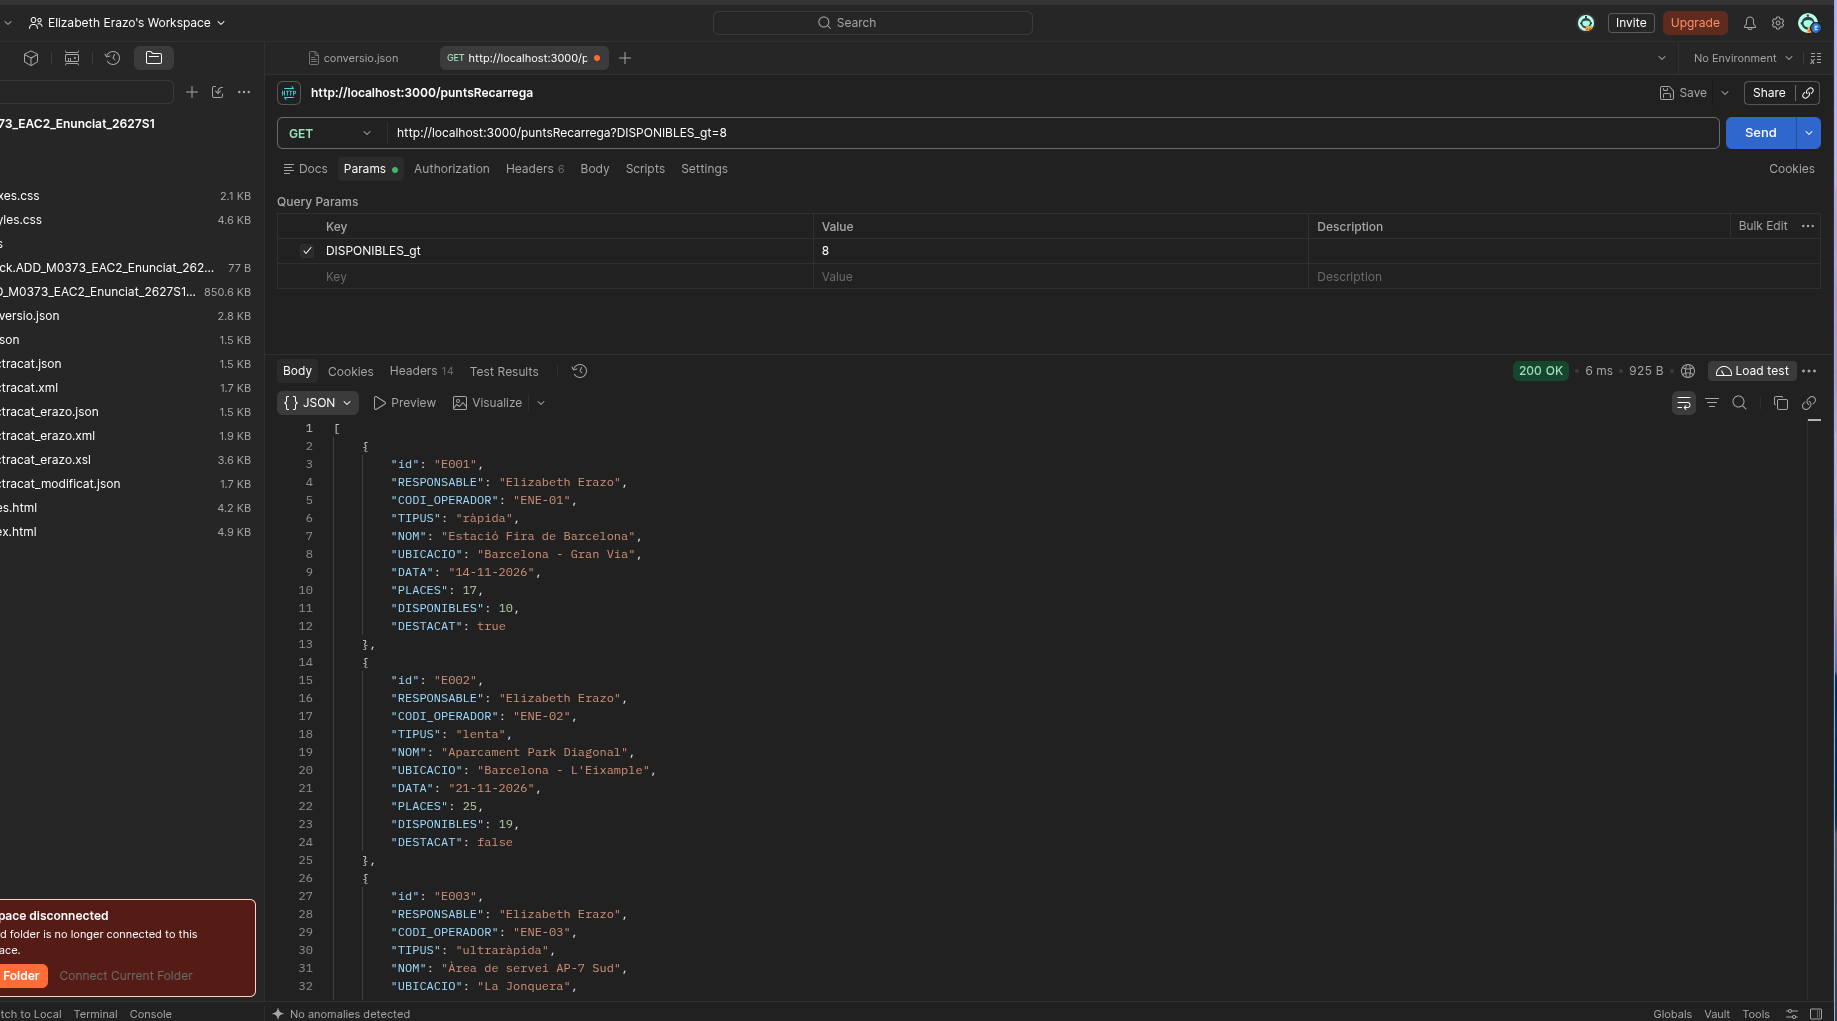 Elizabeth Erazo's Workspace
Search
Invite
Upgrade
conversio.json
GET http://localhost:3000/p
No Environment
HTTP
http://localhost:3000/puntsRecarrega
Save
Share
73_EAC2_Enunciat_2627S1
GET
http://localhost:3000/puntsRecarrega?DISPONIBLES_gt=8
Send
Docs
Params
Authorization
Headers 6
Body
Scripts
Settings
Cookies
xes.css 2.1 KB
yles.css 4.6 KB
s
ck.ADD_M0373_EAC2_Enunciat_262... 77 B
D_M0373_EAC2_Enunciat_2627S1... 850.6 KB
versio.json 2.8 KB
son 1.5 KB
ctracat.json 1.5 KB
ctracat.xml 1.7 KB
ctracat_erazo.json 1.5 KB
ctracat_erazo.xml 1.9 KB
ctracat_erazo.xsl 3.6 KB
ctracat_modificat.json 1.7 KB
es.html 4.2 KB
ex.html 4.9 KB
Query Params
Key Value Description Bulk Edit
DISPONIBLES_gt 8
Key Value Description
Body
Cookies
Headers 14
Test Results
200 OK
6 ms
925 B
Load test
{} JSON
Preview
Visualize
1 [
2 {
3 "id": "E001",
4 "RESPONSABLE": "Elizabeth Erazo",
5 "CODI_OPERADOR": "ENE-01",
6 "TIPUS": "ràpida",
7 "NOM": "Estació Fira de Barcelona",
8 "UBICACIO": "Barcelona - Gran Via",
9 "DATA": "14-11-2026",
10 "PLACES": 17,
11 "DISPONIBLES": 10,
12 "DESTACAT": true
13 },
14 {
15 "id": "E002",
16 "RESPONSABLE": "Elizabeth Erazo",
17 "CODI_OPERADOR": "ENE-02",
18 "TIPUS": "lenta",
19 "NOM": "Aparcament Park Diagonal",
20 "UBICACIO": "Barcelona - L'Eixample",
21 "DATA": "21-11-2026",
22 "PLACES": 25,
23 "DISPONIBLES": 19,
24 "DESTACAT": false
25 },
26 {
27 "id": "E003",
28 "RESPONSABLE": "Elizabeth Erazo",
29 "CODI_OPERADOR": "ENE-03",
30 "TIPUS": "ultraràpida",
31 "NOM": "Àrea de servei AP-7 Sud",
32 "UBICACIO": "La Jonquera",
pace disconnected
d folder is no longer connected to this
ace.
Folder
Connect Current Folder
tch to Local
Terminal
Console
No anomalies detected
Globals
Vault
Tools